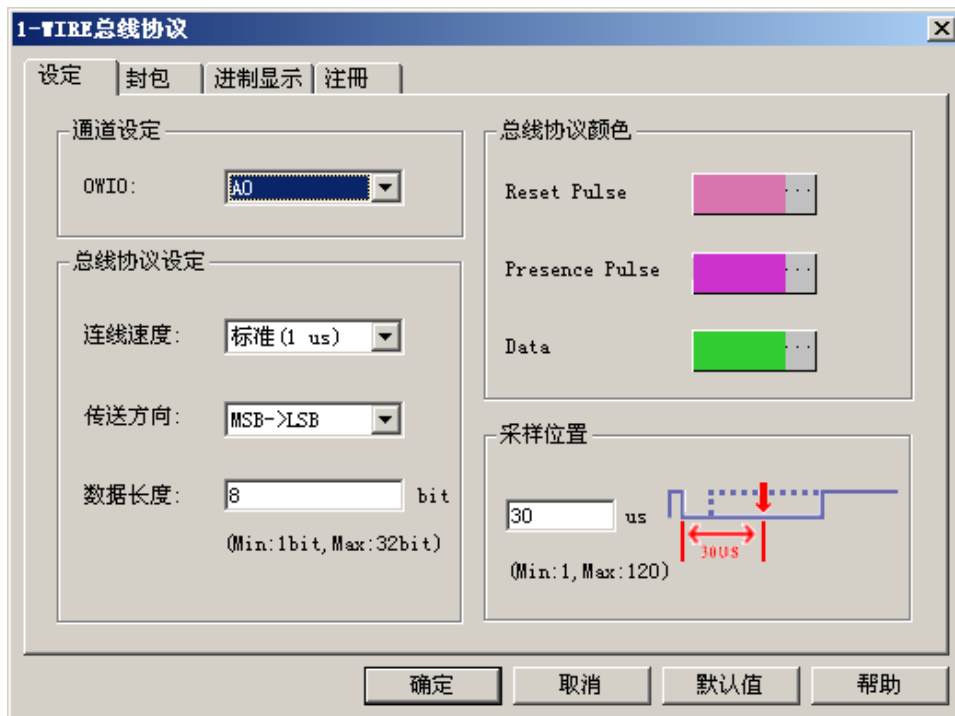 1-WIRE总线协议
设定 封包 进制显示 注冊
通道设定
OWIO: A0
总线协议设定
连线速度: 标准(1 us)
传送方向: MSB->LSB
数据长度: 8 bit
(Min:1bit,Max:32bit)
总线协议颜色
Reset Pulse ...
Presence Pulse ...
Data ...
采样位置
30 us
30US
(Min:1,Max:120)
确定 取消 默认值 帮助